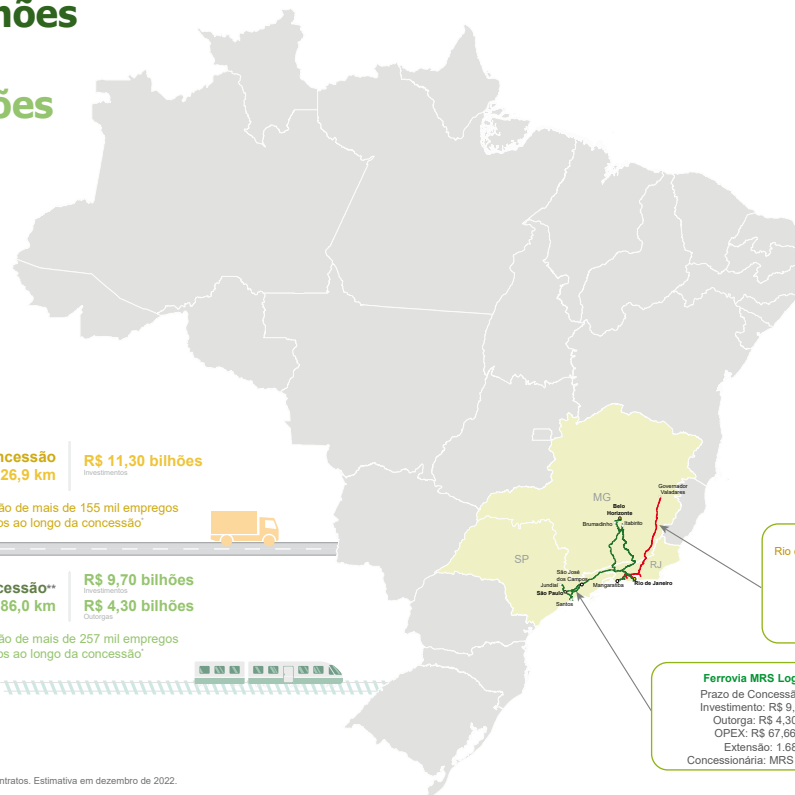 hões
ões
ncessão
26,9 km
R$ 11,30 bilhões
Investimentos
ão de mais de 155 mil empregos
os ao longo da concessão*
cessão**
86,0 km
R$ 9,70 bilhões
Investimentos
R$ 4,30 bilhões
Outorgas
ão de mais de 257 mil empregos
os ao longo da concessão*
MG
SP
RJ
Governador
Valadares
Belo
Horizonte
Brumadinho
Itabirito
São José
dos Campos
Jundiaí
São Paulo
Santos
Mangaratiba
Rio de Janeiro
Rio d
Ferrovia MRS Log
Prazo de Concessã
Investimento: R$ 9,
Outorga: R$ 4,30
OPEX: R$ 67,66
Extensão: 1.68
Concessionária: MRS
ntratos. Estimativa em dezembro de 2022.